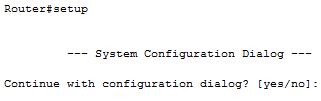 Router#setup
--- System Configuration Dialog ---
Continue with configuration dialog? [yes/no]: